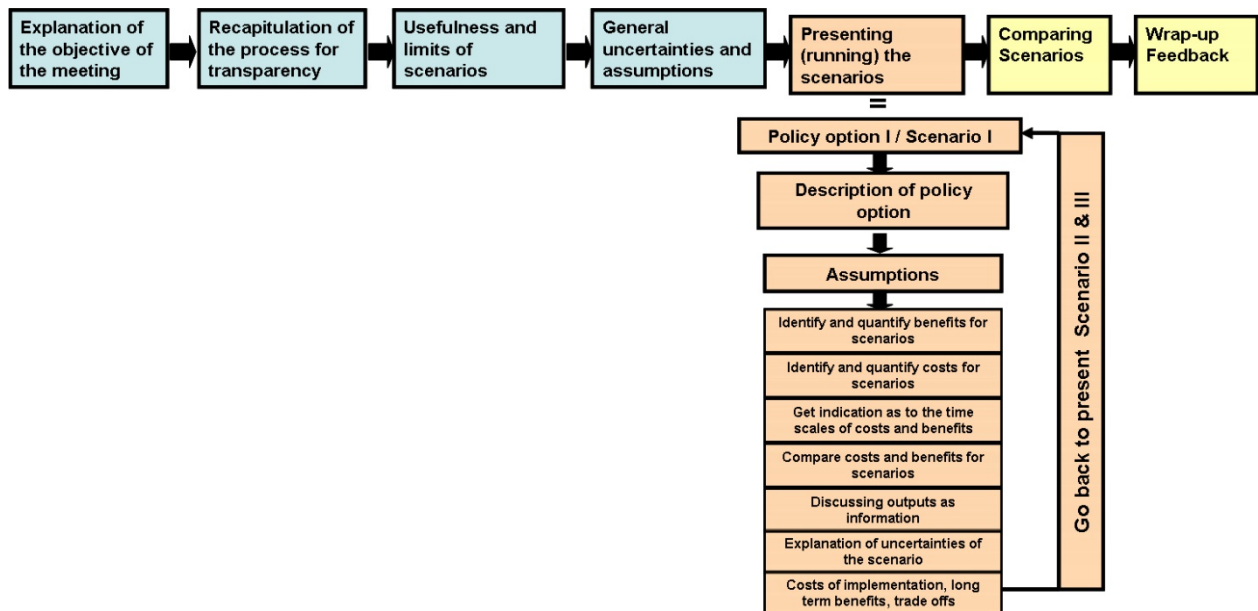 Explanation of
the objective of
the meeting
Recapitulation of
the process for
transparency
Usefulness and
limits of
scenarios
General
uncertainties and
assumptions
Presenting
(running) the
scenarios
Comparing
Scenarios
Wrap-up
Feedback
=
Policy option I / Scenario I
Description of policy
option
Assumptions
Identify and quantify benefits for
scenarios
Identify and quantify costs for
scenarios
Get indication as to the time
scales of costs and benefits
Compare costs and benefits for
scenarios
Discussing outputs as
information
Explanation of uncertainties of
the scenario
Costs of implementation, long
term benefits, trade offs
Go back to present Scenario II & III